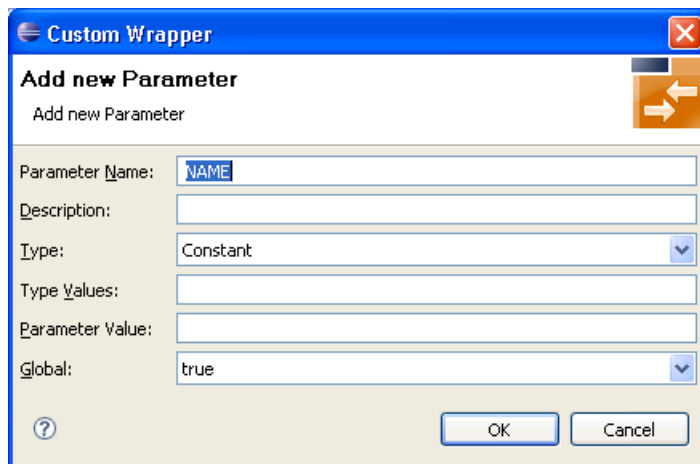 Custom Wrapper
Add new Parameter
Add new Parameter
Parameter Name: NAME
Description:
Type: Constant
Type Values:
Parameter Value:
Global: true
? OK Cancel